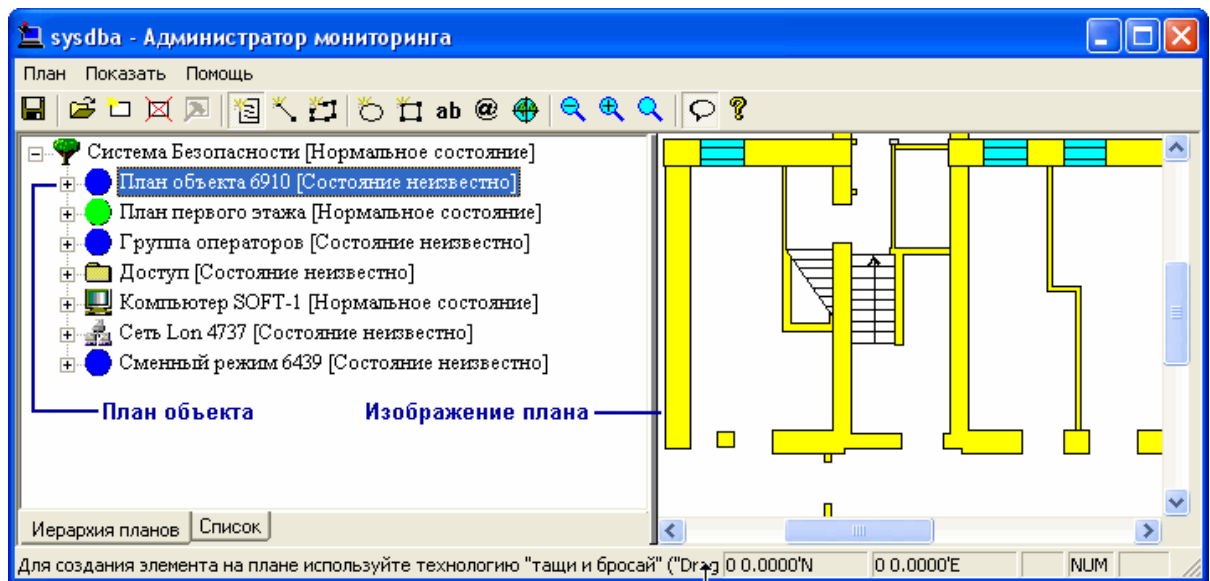 sysdba - Администратор мониторинга
План Показать Помощь
ab @ ?
Система Безопасности [Нормальное состояние]
План объекта 6910 [Состояние неизвестно]
План первого этажа [Нормальное состояние]
Группа операторов [Состояние неизвестно]
Доступ [Состояние неизвестно]
Компьютер SOFT-1 [Нормальное состояние]
Сеть Lon 4737 [Состояние неизвестно]
Сменный режим 6439 [Состояние неизвестно]
План объекта
Изображение плана
Иерархия планов Список
Для создания элемента на плане используйте технологию "тащи и бросай" ("Drag 0 0.0000'N 0 0.0000'E NUM